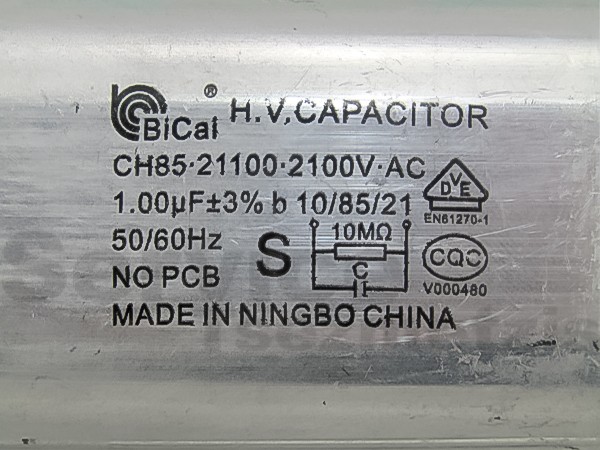 BiCai ® H.V.CAPACITOR
CH85·21100·2100V·AC
1.00µF±3% b 10/85/21
50/60Hz
NO PCB
S
10MΩ
C
DVE
EN61270-1
CQC
V000480
MADE IN NINGBO CHINA